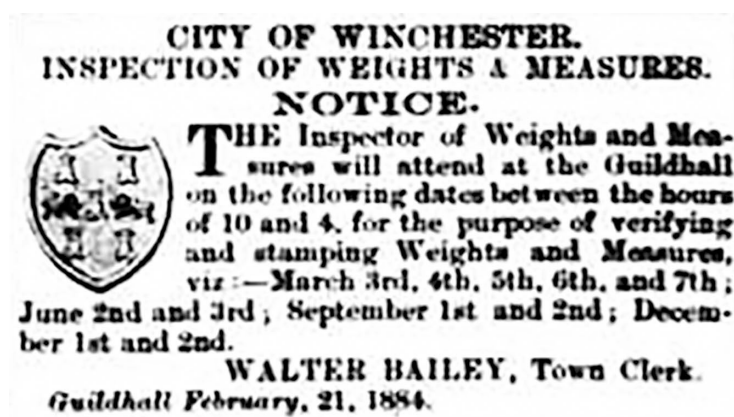 CITY OF WINCHESTER.
INSPECTION OF WEIGHTS & MEASURES.
NOTICE.
THE Inspector of Weights and Mea-
sures will attend at the Guildhall
on the following dates between the hours
of 10 and 4, for the purpose of verifying
and stamping Weights and Measures,
viz:—March 3rd, 4th, 5th, 6th, and 7th;
June 2nd and 3rd; September 1st and 2nd; Decem-
ber 1st and 2nd.
WALTER BAILEY, Town Clerk.
Guildhall February, 21, 1884.